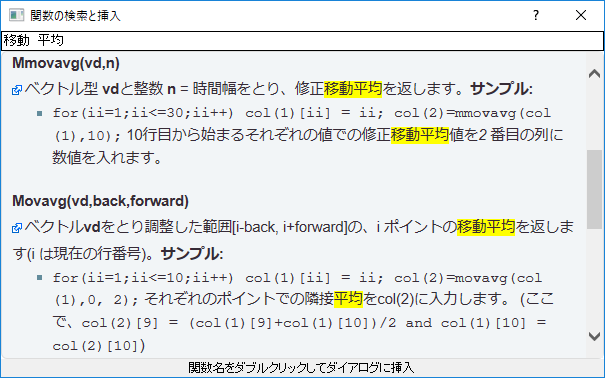 関数の検索と挿入
移動 平均
Mmovavg(vd,n)
ベクトル型 vdと整数 n = 時間幅をとり、修正移動平均を返します。サンプル:
for(ii=1;ii<=30;ii++) col(1)[ii] = ii; col(2)=mmovavg(col
(1),10); 10行目から始まるそれぞれの値での修正移動平均値を2 番目の列に
数値を入れます。
Movavg(vd,back,forward)
ベクトルvdをとり調整した範囲[i-back, i+forward]の、i ポイントの移動平均を返しま
す(i は現在の行番号)。サンプル:
for(ii=1;ii<=10;ii++) col(1)[ii] = ii; col(2)=movavg(col
(1),0, 2); それぞれのポイントでの隣接平均をcol(2)に入力します。 (ここ
で、col(2)[9] = (col(1)[9]+col(1)[10])/2 and col(1)[10] =
col(2)[10])
関数名をダブルクリックしてダイアログに挿入